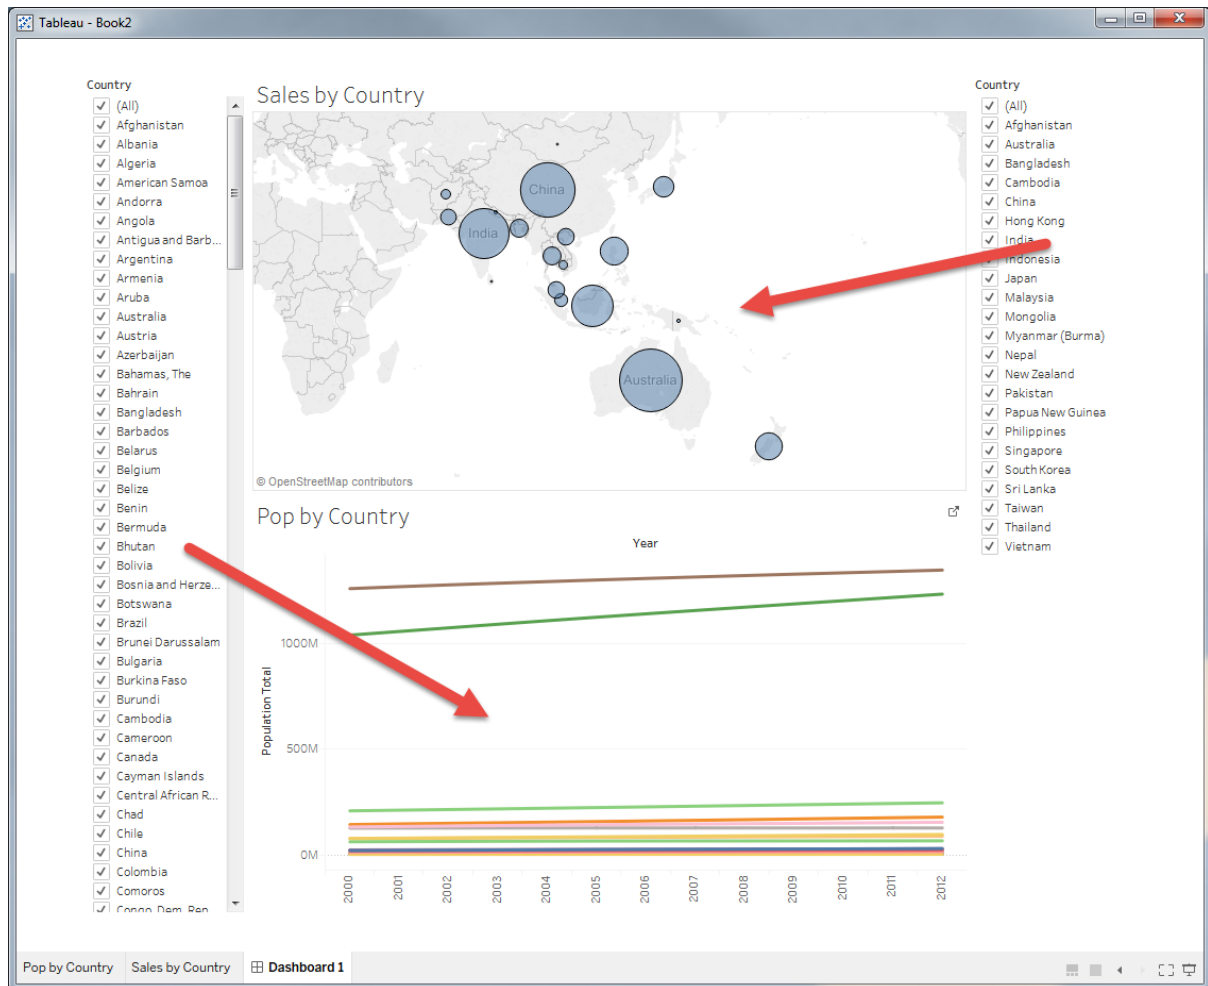 Tableau - Book2
Country
(All)
Afghanistan
Albania
Algeria
American Samoa
Andorra
Angola
Antigua and Barb...
Argentina
Armenia
Aruba
Australia
Austria
Azerbaijan
Bahamas, The
Bahrain
Bangladesh
Barbados
Belarus
Belgium
Belize
Benin
Bermuda
Bhutan
Bolivia
Bosnia and Herze...
Botswana
Brazil
Brunei Darussalam
Bulgaria
Burkina Faso
Burundi
Cambodia
Cameroon
Canada
Cayman Islands
Central African R...
Chad
Chile
China
Colombia
Comoros
Congo, Dem. Rep.
Sales by Country
China
India
Australia
© OpenStreetMap contributors
Pop by Country
Year
Population Total
1000M
500M
0M
2000
2001
2002
2003
2004
2005
2006
2007
2008
2009
2010
2011
2012
Country
(All)
Afghanistan
Australia
Bangladesh
Cambodia
China
Hong Kong
India
Indonesia
Japan
Malaysia
Mongolia
Myanmar (Burma)
Nepal
New Zealand
Pakistan
Papua New Guinea
Philippines
Singapore
South Korea
Sri Lanka
Taiwan
Thailand
Vietnam
Pop by Country
Sales by Country
Dashboard 1